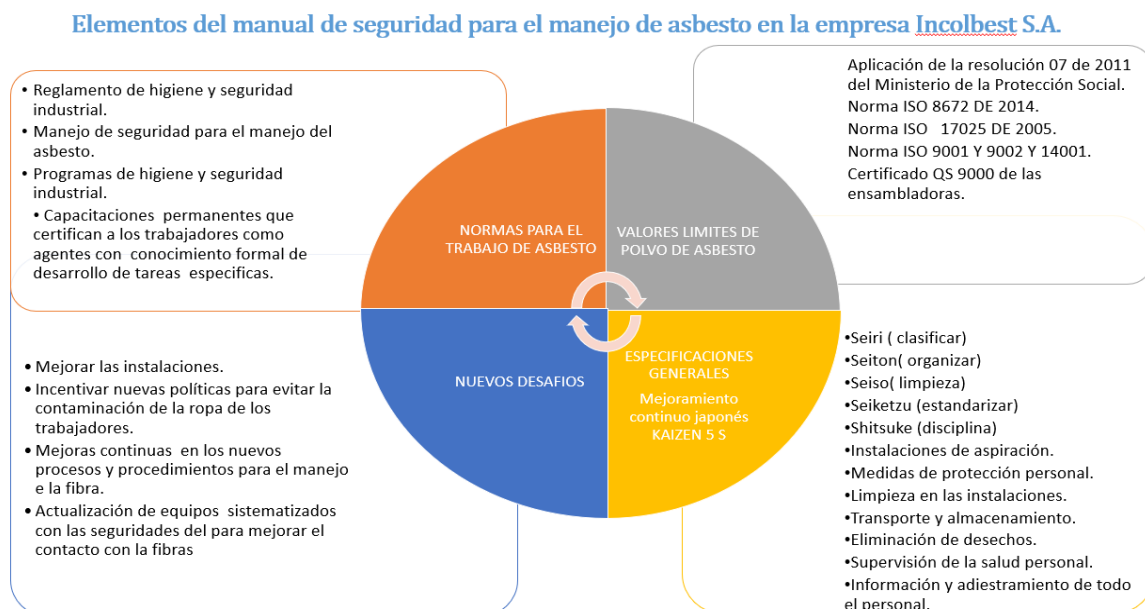 Elementos del manual de seguridad para el manejo de asbesto en la empresa Incolbest S.A.
• Reglamento de higiene y seguridad
industrial.
• Manejo de seguridad para el manejo del
asbesto.
• Programas de higiene y seguridad
industrial.
• Capacitaciones permanentes que
certifican a los trabajadores como
agentes con conocimiento formal de
desarrollo de tareas especificas.
Aplicación de la resolución 07 de 2011
del Ministerio de la Protección Social.
Norma ISO 8672 DE 2014.
Norma ISO 17025 DE 2005.
Norma ISO 9001 Y 9002 Y 14001.
Certificado QS 9000 de las
ensambladoras.
NORMAS PARA EL
TRABAJO DE ASBESTO
VALORES LIMITES DE
POLVO DE ASBESTO
NUEVOS DESAFIOS
ESPECIFICACIONES
GENERALES
Mejoramiento
continuo japonés
KAIZEN 5 S
• Mejorar las instalaciones.
• Incentivar nuevas políticas para evitar la
contaminación de la ropa de los
trabajadores.
• Mejoras continuas en los nuevos
procesos y procedimientos para el manejo
e la fibra.
• Actualización de equipos sistematizados
con las seguridades del para mejorar el
contacto con la fibras
•Seiri ( clasificar)
•Seiton( organizar)
•Seiso( limpieza)
•Seiketzu (estandarizar)
•Shitsuke (disciplina)
•Instalaciones de aspiración.
•Medidas de protección personal.
•Limpieza en las instalaciones.
•Transporte y almacenamiento.
•Eliminación de desechos.
•Supervisión de la salud personal.
•Información y adiestramiento de todo
el personal.